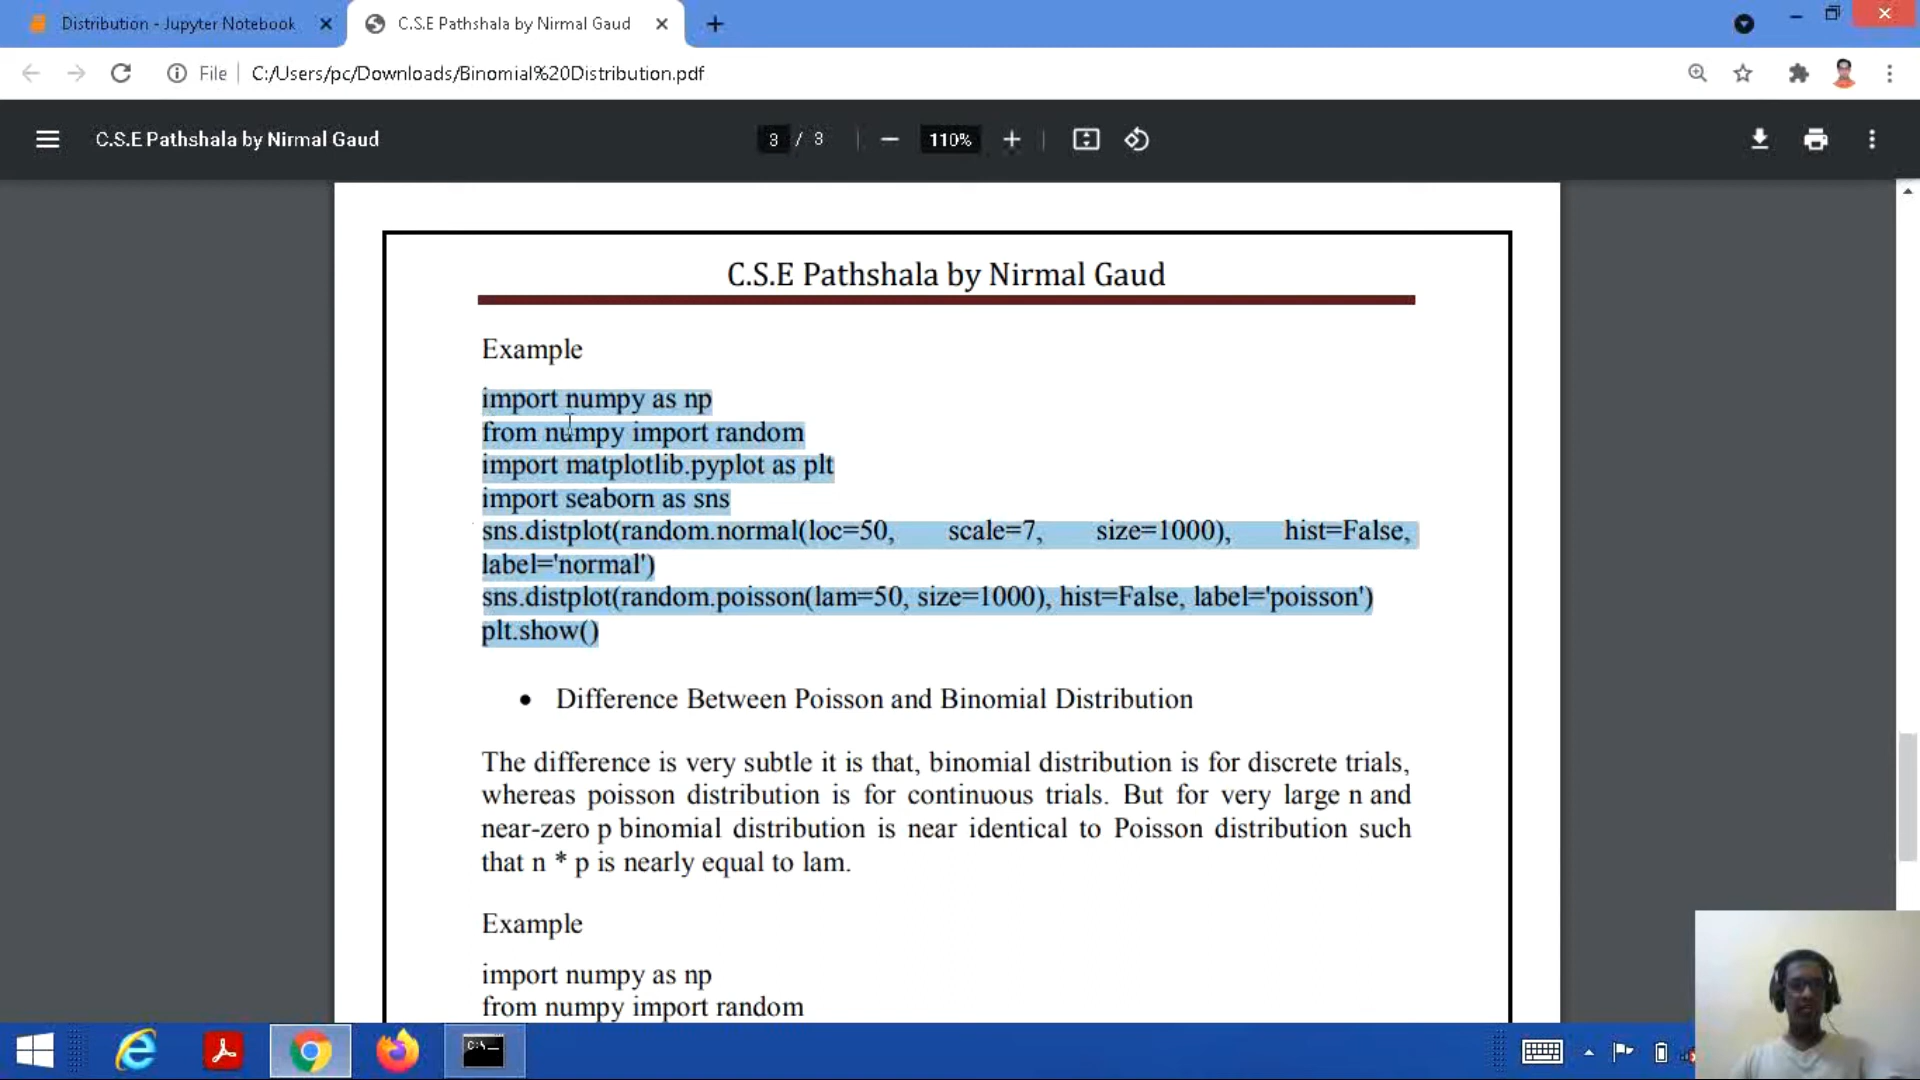 Distribution - Jupyter Notebook
C.S.E Pathshala by Nirmal Gaud
File
C:/Users/pc/Downloads/Binomial%20Distribution.pdf
C.S.E Pathshala by Nirmal Gaud
3 / 3
110%
C.S.E Pathshala by Nirmal Gaud
Example
import numpy as np
from numpy import random
import matplotlib.pyplot as plt
import seaborn as sns
sns.distplot(random.normal(loc=50, scale=7, size=1000), hist=False,
label='normal')
sns.distplot(random.poisson(lam=50, size=1000), hist=False, label='poisson')
plt.show()
• Difference Between Poisson and Binomial Distribution
The difference is very subtle it is that, binomial distribution is for discrete trials,
whereas poisson distribution is for continuous trials. But for very large n and
near-zero p binomial distribution is near identical to Poisson distribution such
that n * p is nearly equal to lam.
Example
import numpy as np
from numpy import random
C:\.